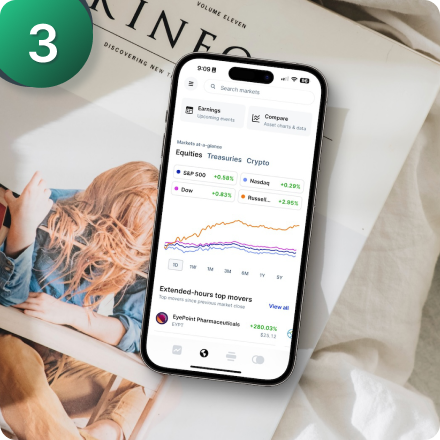 3
VOLUME ELEVEN
KINFO
DISCOVERING NEW
9:09
Search markets
Earnings
Upcoming events
Compare
Asset charts & data
Markets at-a-glance
Equities Treasuries Crypto
S&P 500 +0.58%
Nasdaq +0.29%
Dow +0.83%
Russell... +2.95%
1D 1W 1M 3M 6M 1Y 5Y
Extended-hours top movers
View all
Top movers since previous market close
EyePoint Pharmaceuticals +280.03%
EYPT $26.12